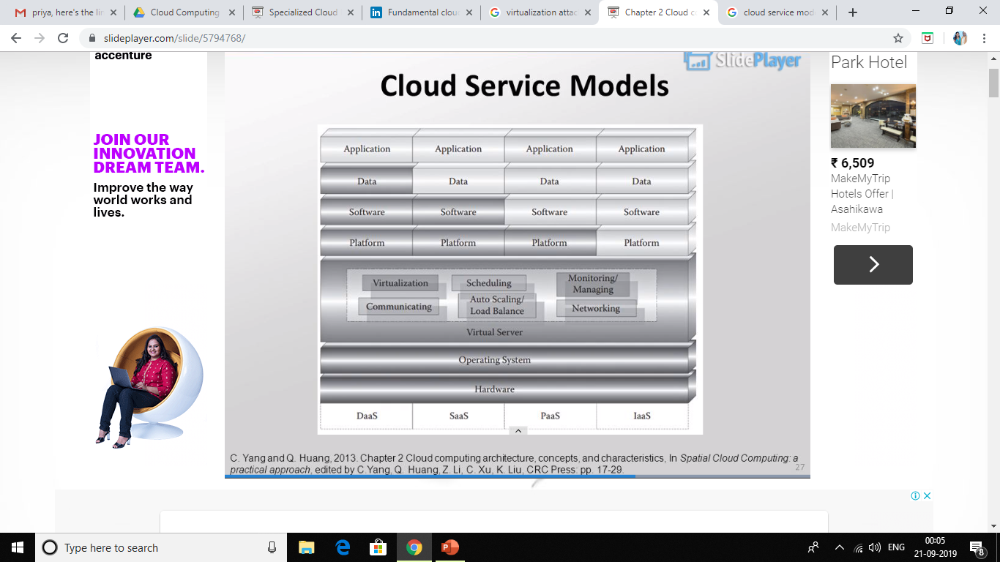 priya, here's the lin
Cloud Computing
Specialized Cloud
Fundamental clou
virtualization attac
Chapter 2 Cloud c
cloud service mod
slideplayer.com/slide/5794768/
accenture
JOIN OUR
INNOVATION
DREAM TEAM.
Improve the way
world works and
lives.
SlidePlayer
Cloud Service Models
Application Application Application Application
Data Data Data Data
Software Software Software Software
Platform Platform Platform Platform
Virtualization Scheduling Monitoring/
Managing
Communicating Auto Scaling/
Load Balance Networking
Virtual Server
Operating System
Hardware
DaaS SaaS PaaS IaaS
C. Yang and Q. Huang, 2013. Chapter 2 Cloud computing architecture, concepts, and characteristics, In Spatial Cloud Computing: a
practical approach, edited by C.Yang, Q. Huang, Z. Li, C. Xu, K. Liu, CRC Press: pp. 17-29.
27
Park Hotel
₹ 6,509
MakeMyTrip
Hotels Offer |
Asahikawa
MakeMyTrip
Type here to search
ENG
00:05
21-09-2019
8